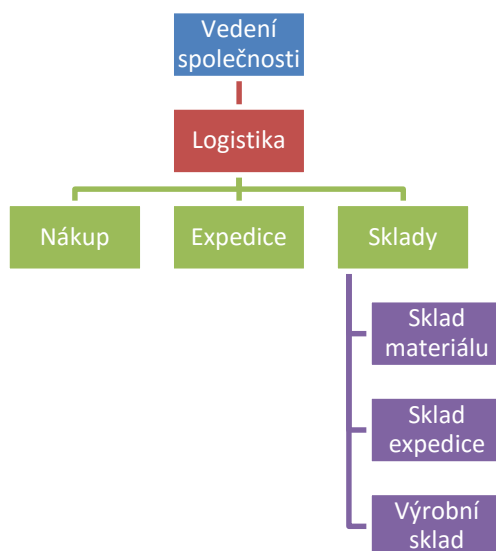 Vedení
společnosti
Logistika
Nákup
Expedice
Sklady
Sklad
materiálu
Sklad
expedice
Výrobní
sklad